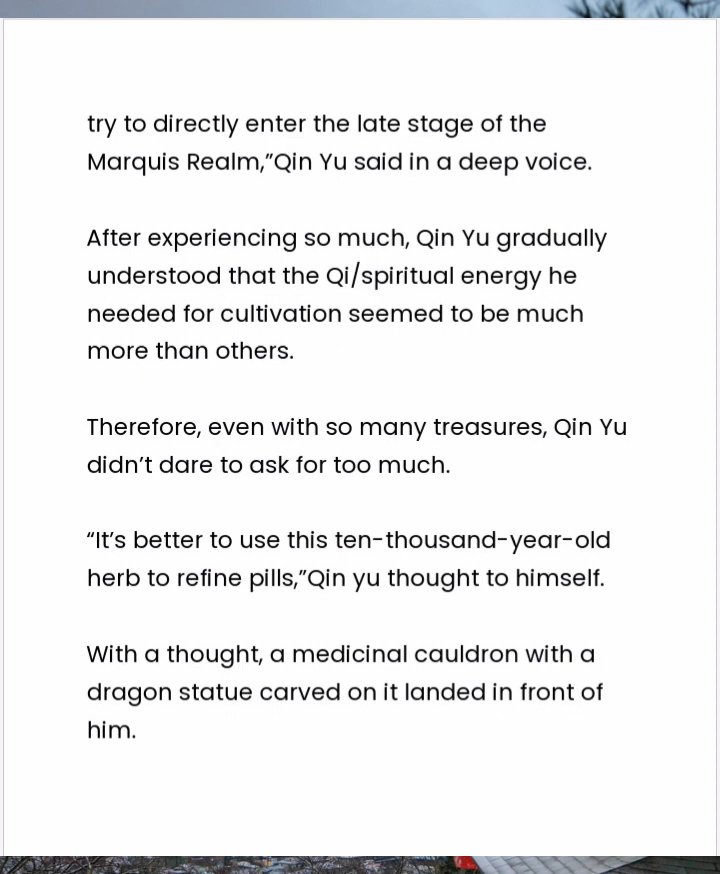 try to directly enter the late stage of the
Marquis Realm,”Qin Yu said in a deep voice.
After experiencing so much, Qin Yu gradually
understood that the Qi/spiritual energy he
needed for cultivation seemed to be much
more than others.
Therefore, even with so many treasures, Qin Yu
didn’t dare to ask for too much.
“It’s better to use this ten-thousand-year-old
herb to refine pills,”Qin yu thought to himself.
With a thought, a medicinal cauldron with a
dragon statue carved on it landed in front of
him.